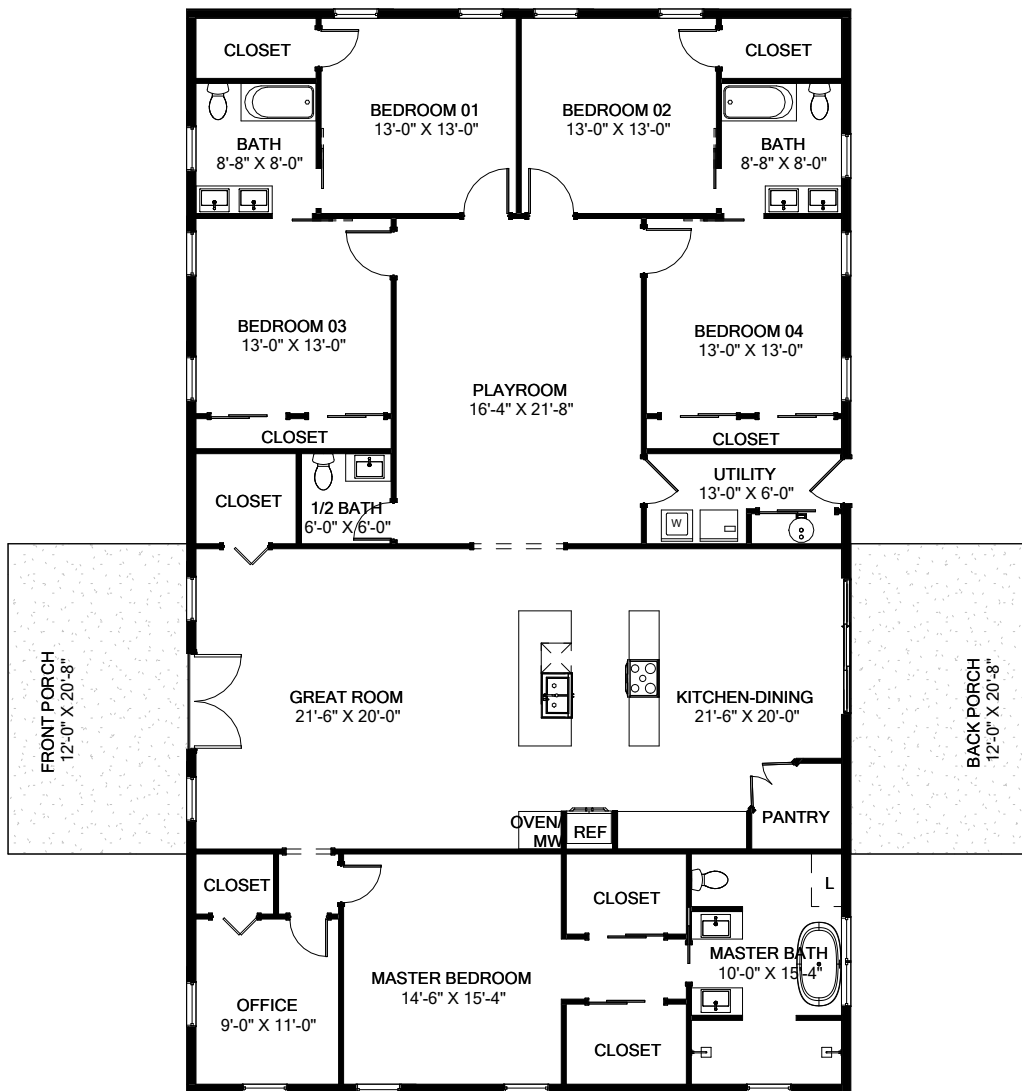 CLOSET
CLOSET
BEDROOM 01
13'-0" X 13'-0"
BEDROOM 02
13'-0" X 13'-0"
BATH
8'-8" X 8'-0"
BATH
8'-8" X 8'-0"
BEDROOM 03
13'-0" X 13'-0"
BEDROOM 04
13'-0" X 13'-0"
PLAYROOM
16'-4" X 21'-8"
CLOSET
CLOSET
CLOSET
1/2 BATH
6'-0" X 6'-0"
UTILITY
13'-0" X 6'-0"
W
FRONT PORCH
12'-0" X 20'-8"
GREAT ROOM
21'-6" X 20'-0"
KITCHEN-DINING
21'-6" X 20'-0"
BACK PORCH
12'-0" X 20'-8"
OVEN/
MW
REF
PANTRY
CLOSET
CLOSET
L
MASTER BEDROOM
14'-6" X 15'-4"
MASTER BATH
10'-0" X 15'-4"
OFFICE
9'-0" X 11'-0"
CLOSET